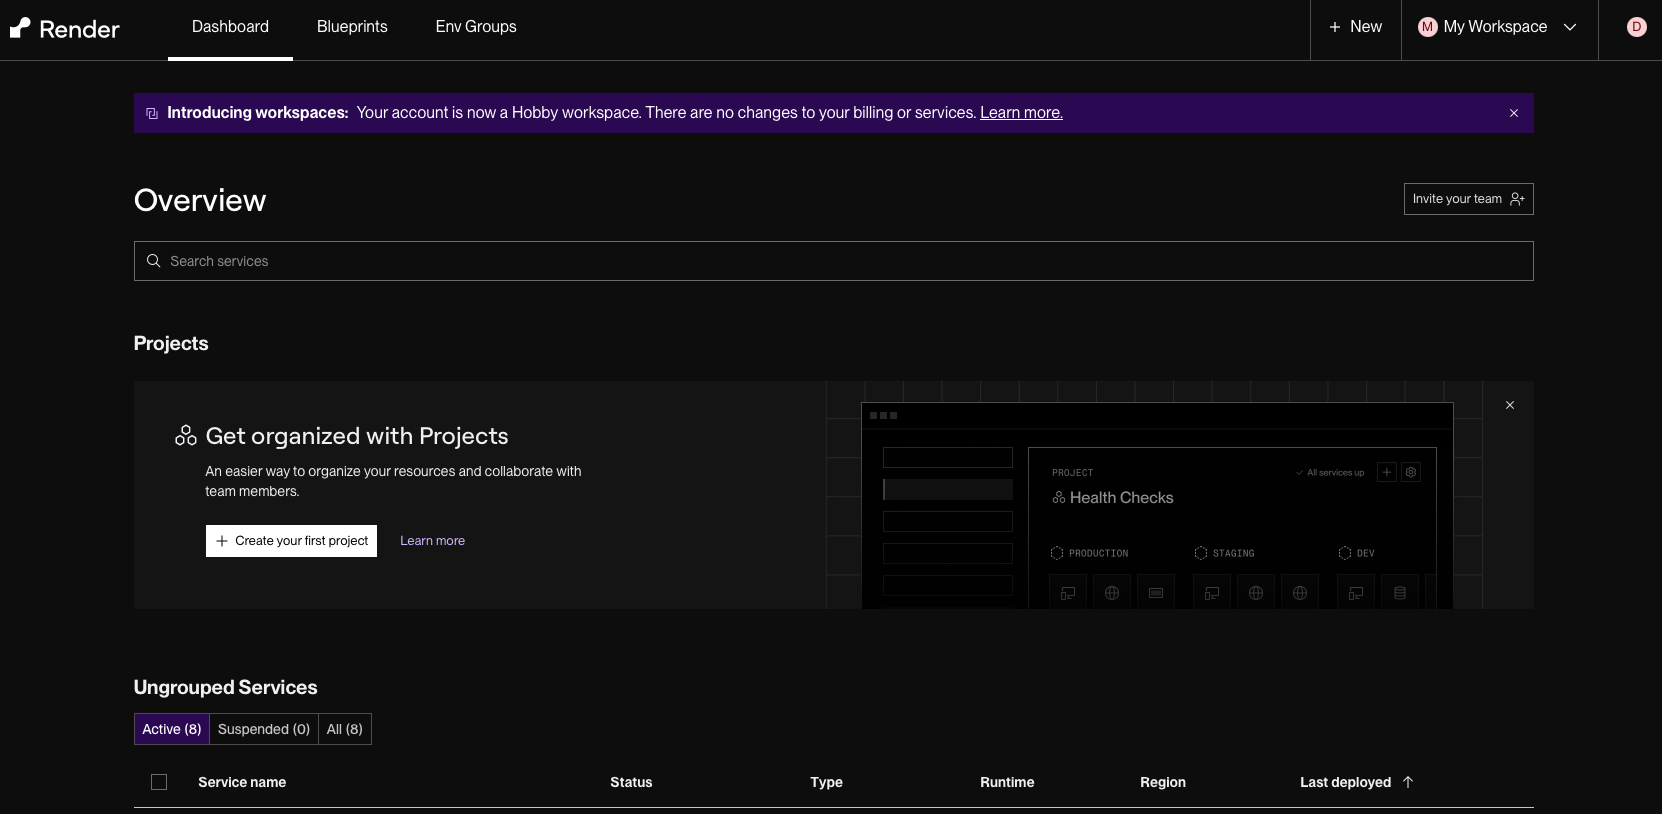 Render
Dashboard
Blueprints
Env Groups
New
M My Workspace
D
Introducing workspaces: Your account is now a Hobby workspace. There are no changes to your billing or services. Learn more.
Overview
Invite your team
Search services
Projects
Get organized with Projects
An easier way to organize your resources and collaborate with
team members.
Create your first project
Learn more
PROJECT
All services up
Health Checks
PRODUCTION
STAGING
DEV
Ungrouped Services
Active (8)
Suspended (0)
All (8)
Service name
Status
Type
Runtime
Region
Last deployed